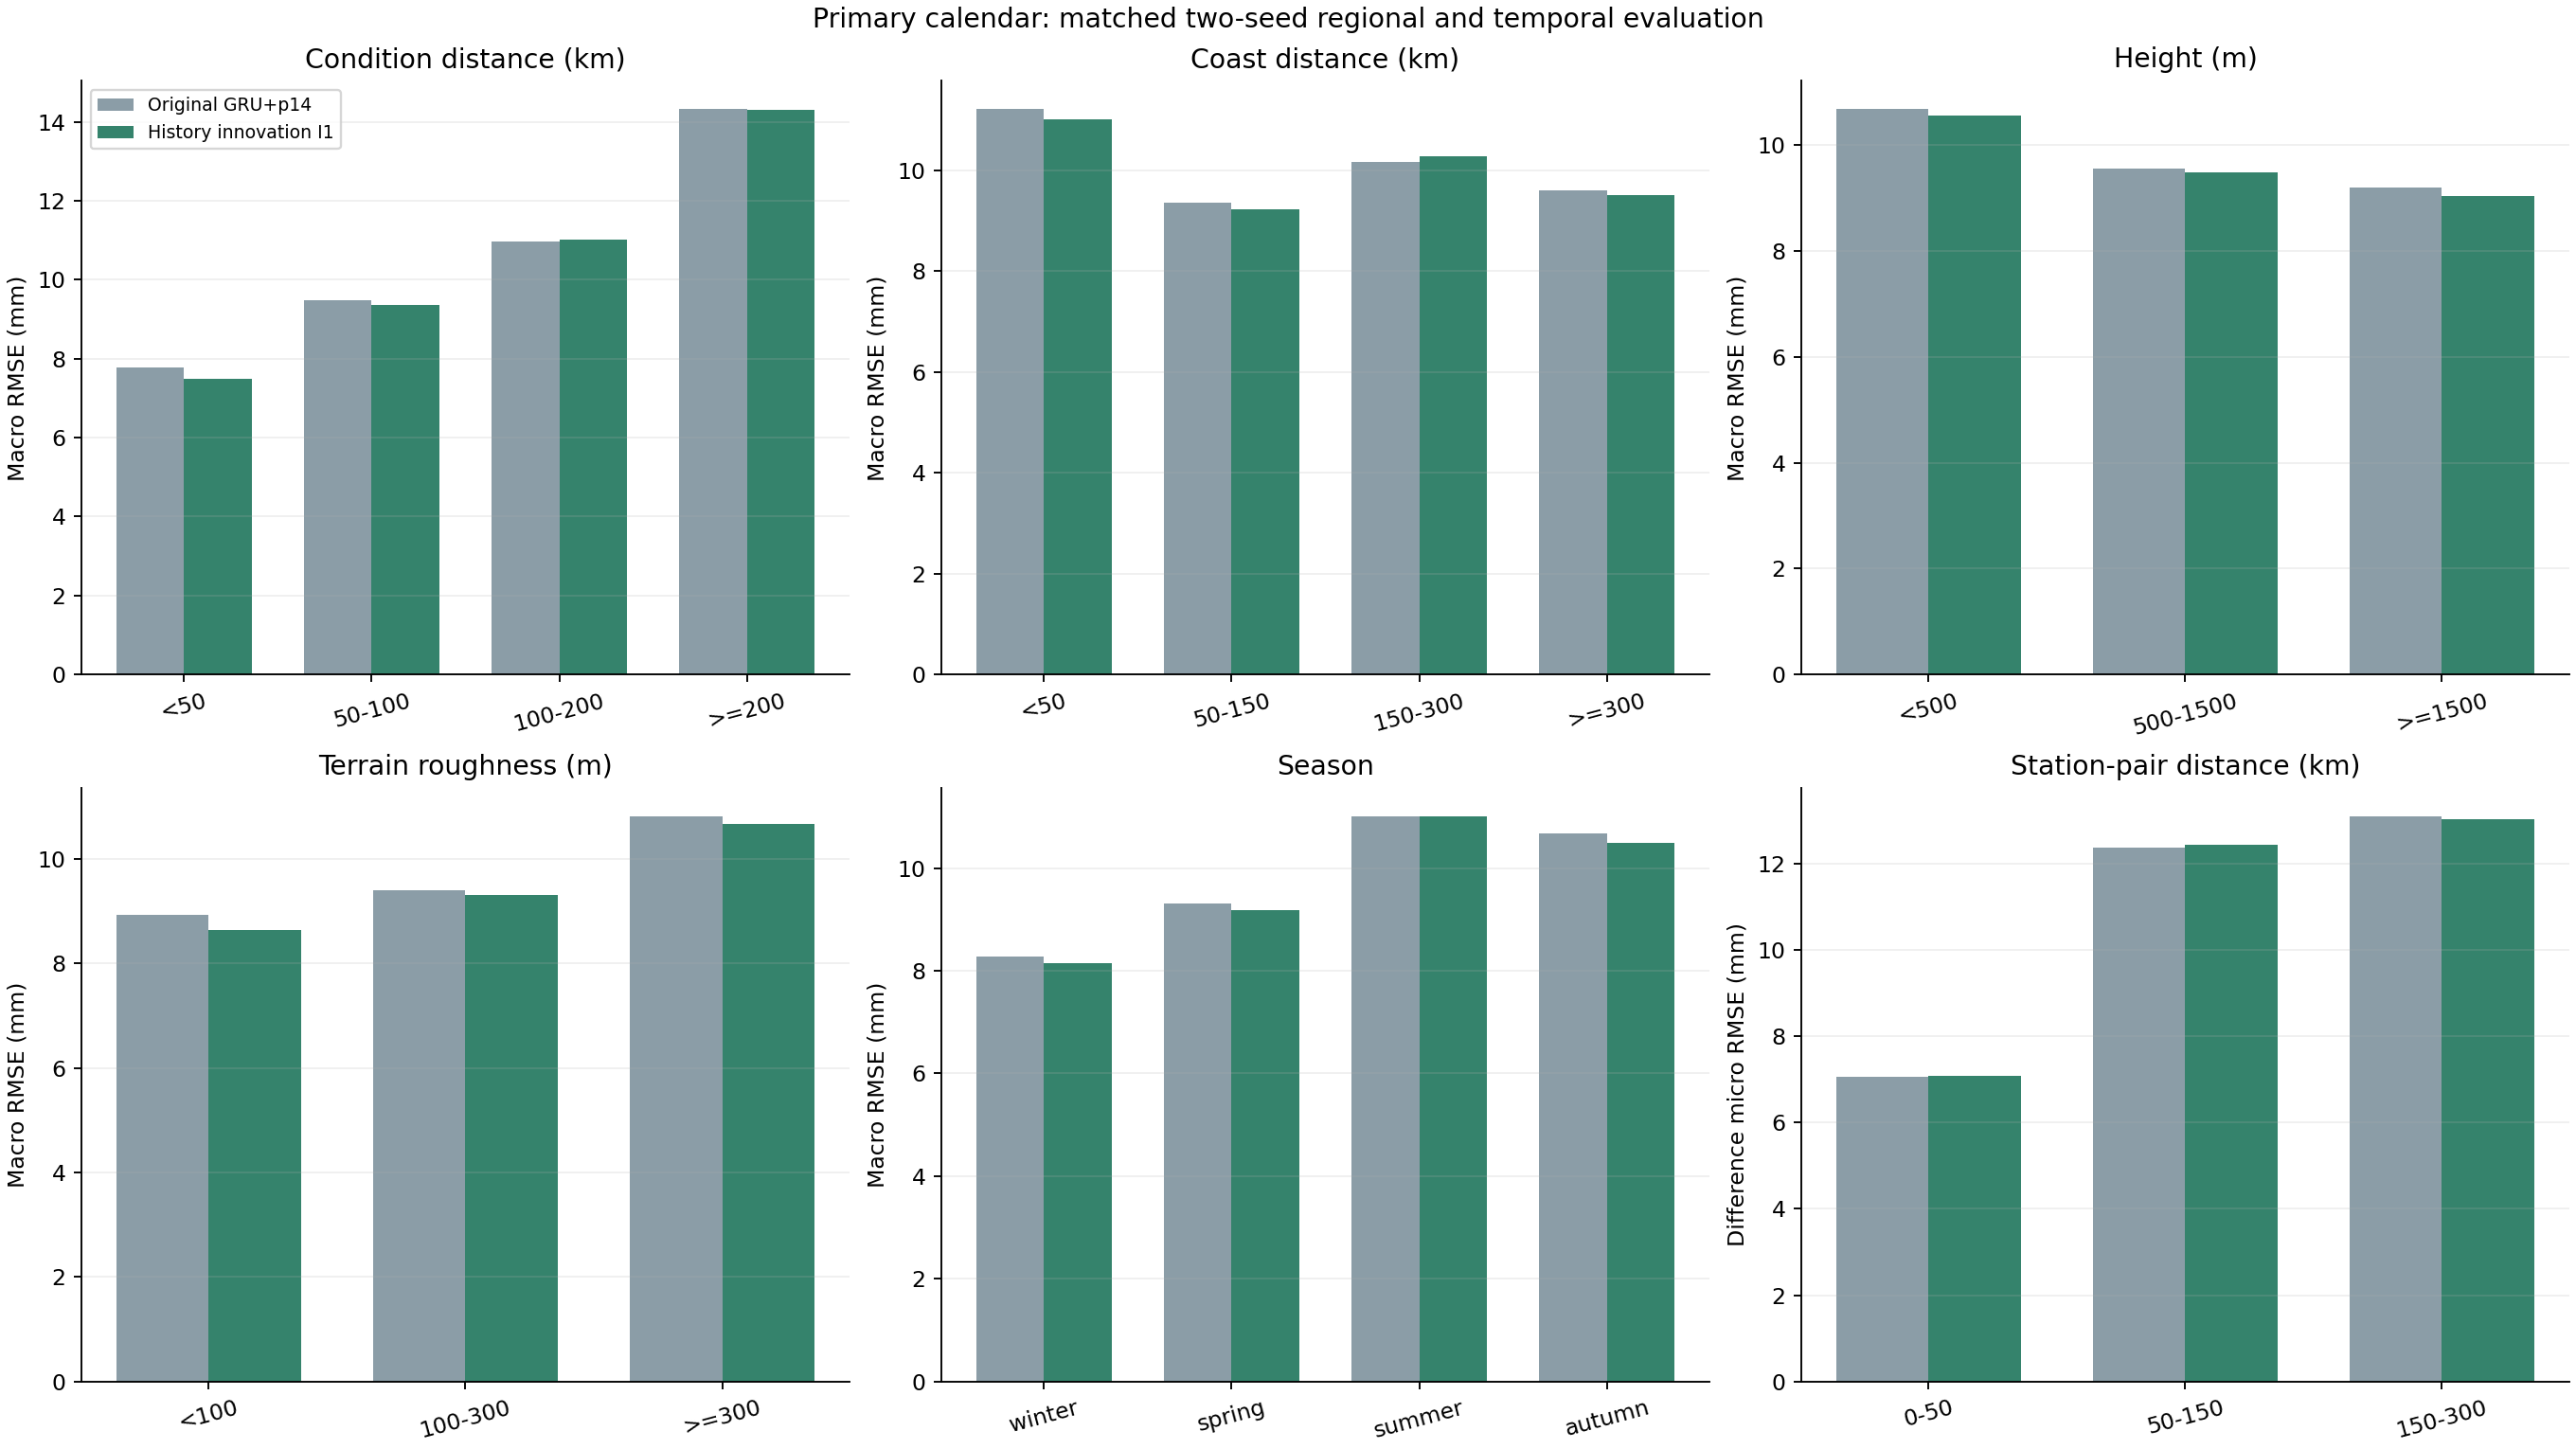 Primary calendar: matched two-seed regional and temporal evaluation
Condition distance (km)
Original GRU+p14
History innovation I1
Macro RMSE (mm)
14
12
10
8
6
4
2
0
<50 50-100 100-200 >=200
Coast distance (km)
Macro RMSE (mm)
10
8
6
4
2
0
<50 50-150 150-300 >=300
Height (m)
Macro RMSE (mm)
10
8
6
4
2
0
<500 500-1500 >=1500
Terrain roughness (m)
Macro RMSE (mm)
10
8
6
4
2
0
<100 100-300 >=300
Season
Macro RMSE (mm)
10
8
6
4
2
0
winter spring summer autumn
Station-pair distance (km)
Difference micro RMSE (mm)
12
10
8
6
4
2
0
0-50 50-150 150-300